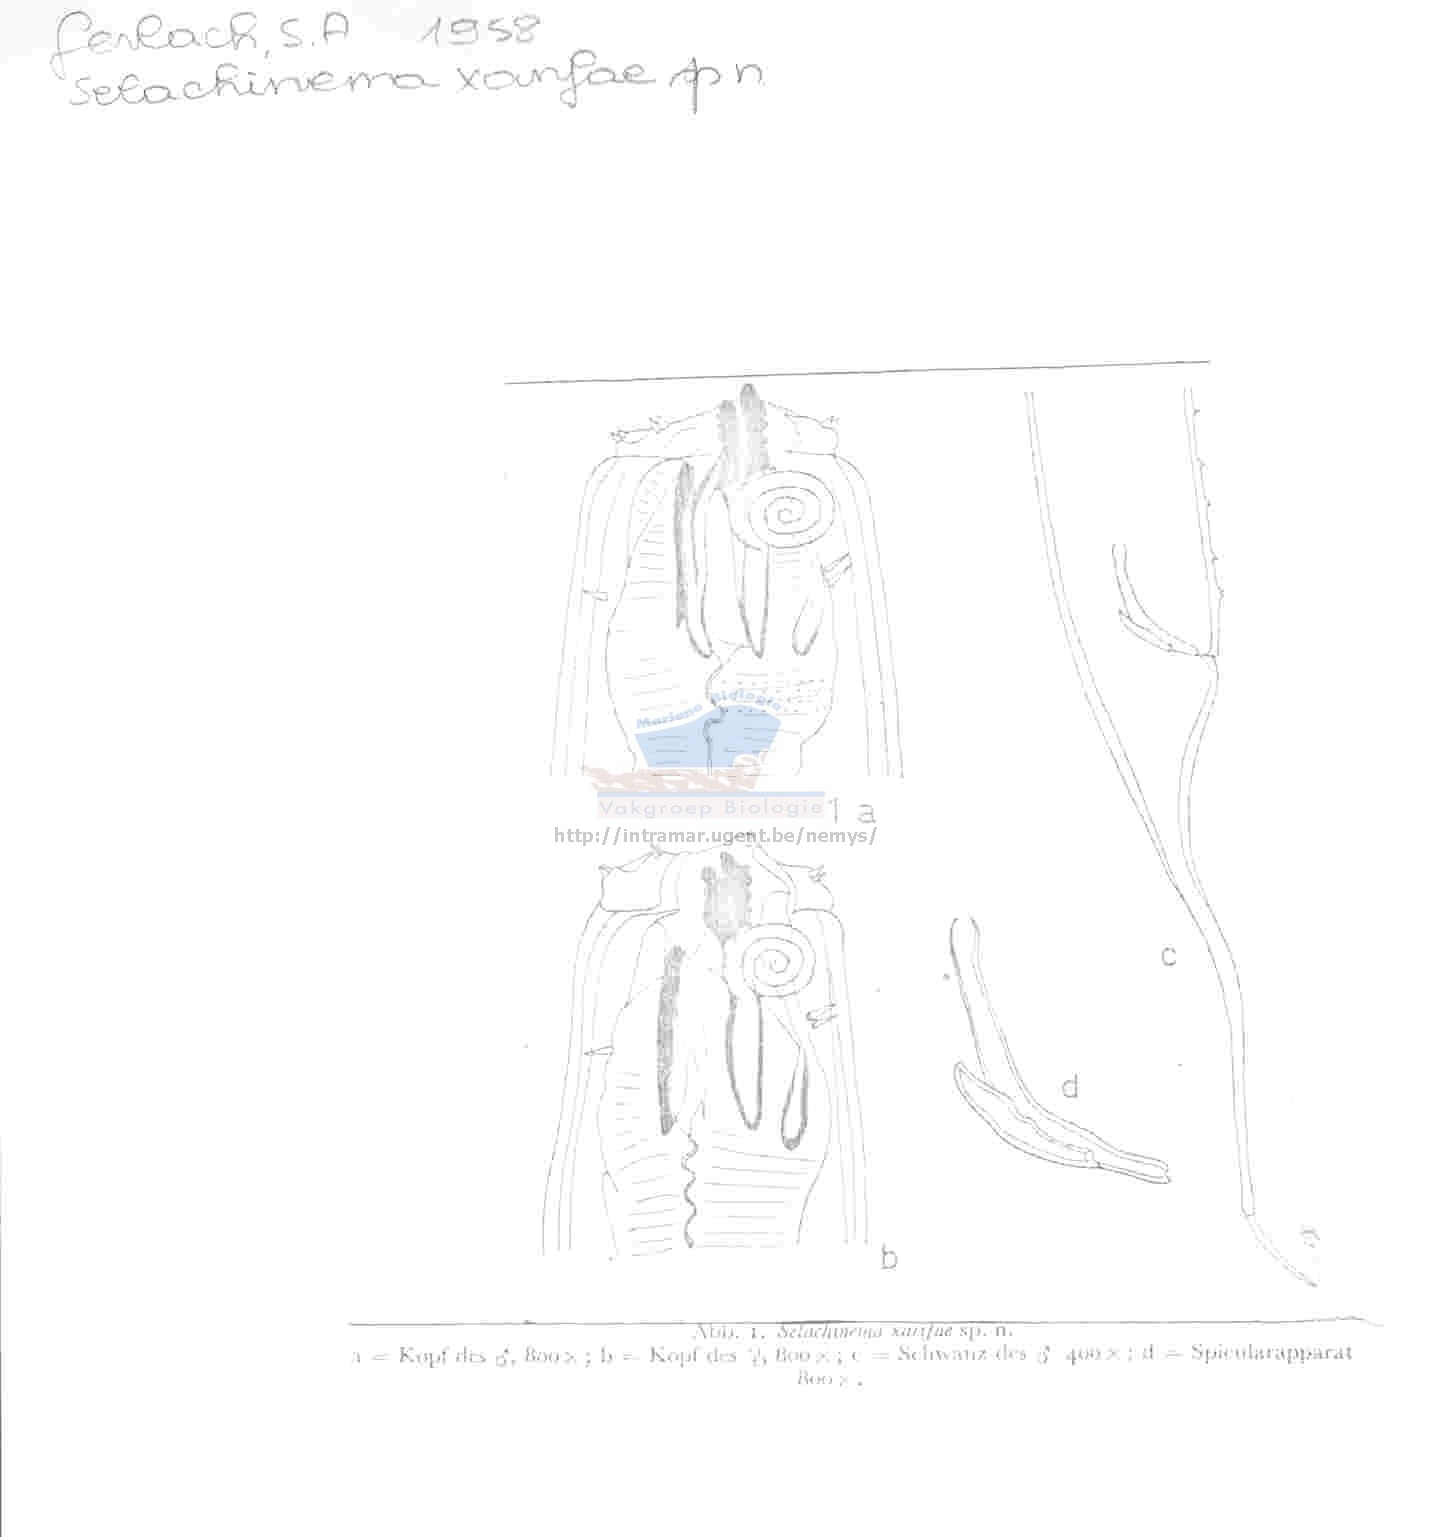 Gerlach, S.A 1958
Selachinema xarifae sp n.
Mariene Biologie
Vakgroep Biologie
1 a
http://intramar.ugent.be/nemys/
c
d
b
Abb. 1. Selachinema xarifae sp. n.
a = Kopf des ♂, 800 × ; b = Kopf des ♀, 800 × ; c = Schwanz des ♂ 400 × ; d = Spicularapparat
800 × .